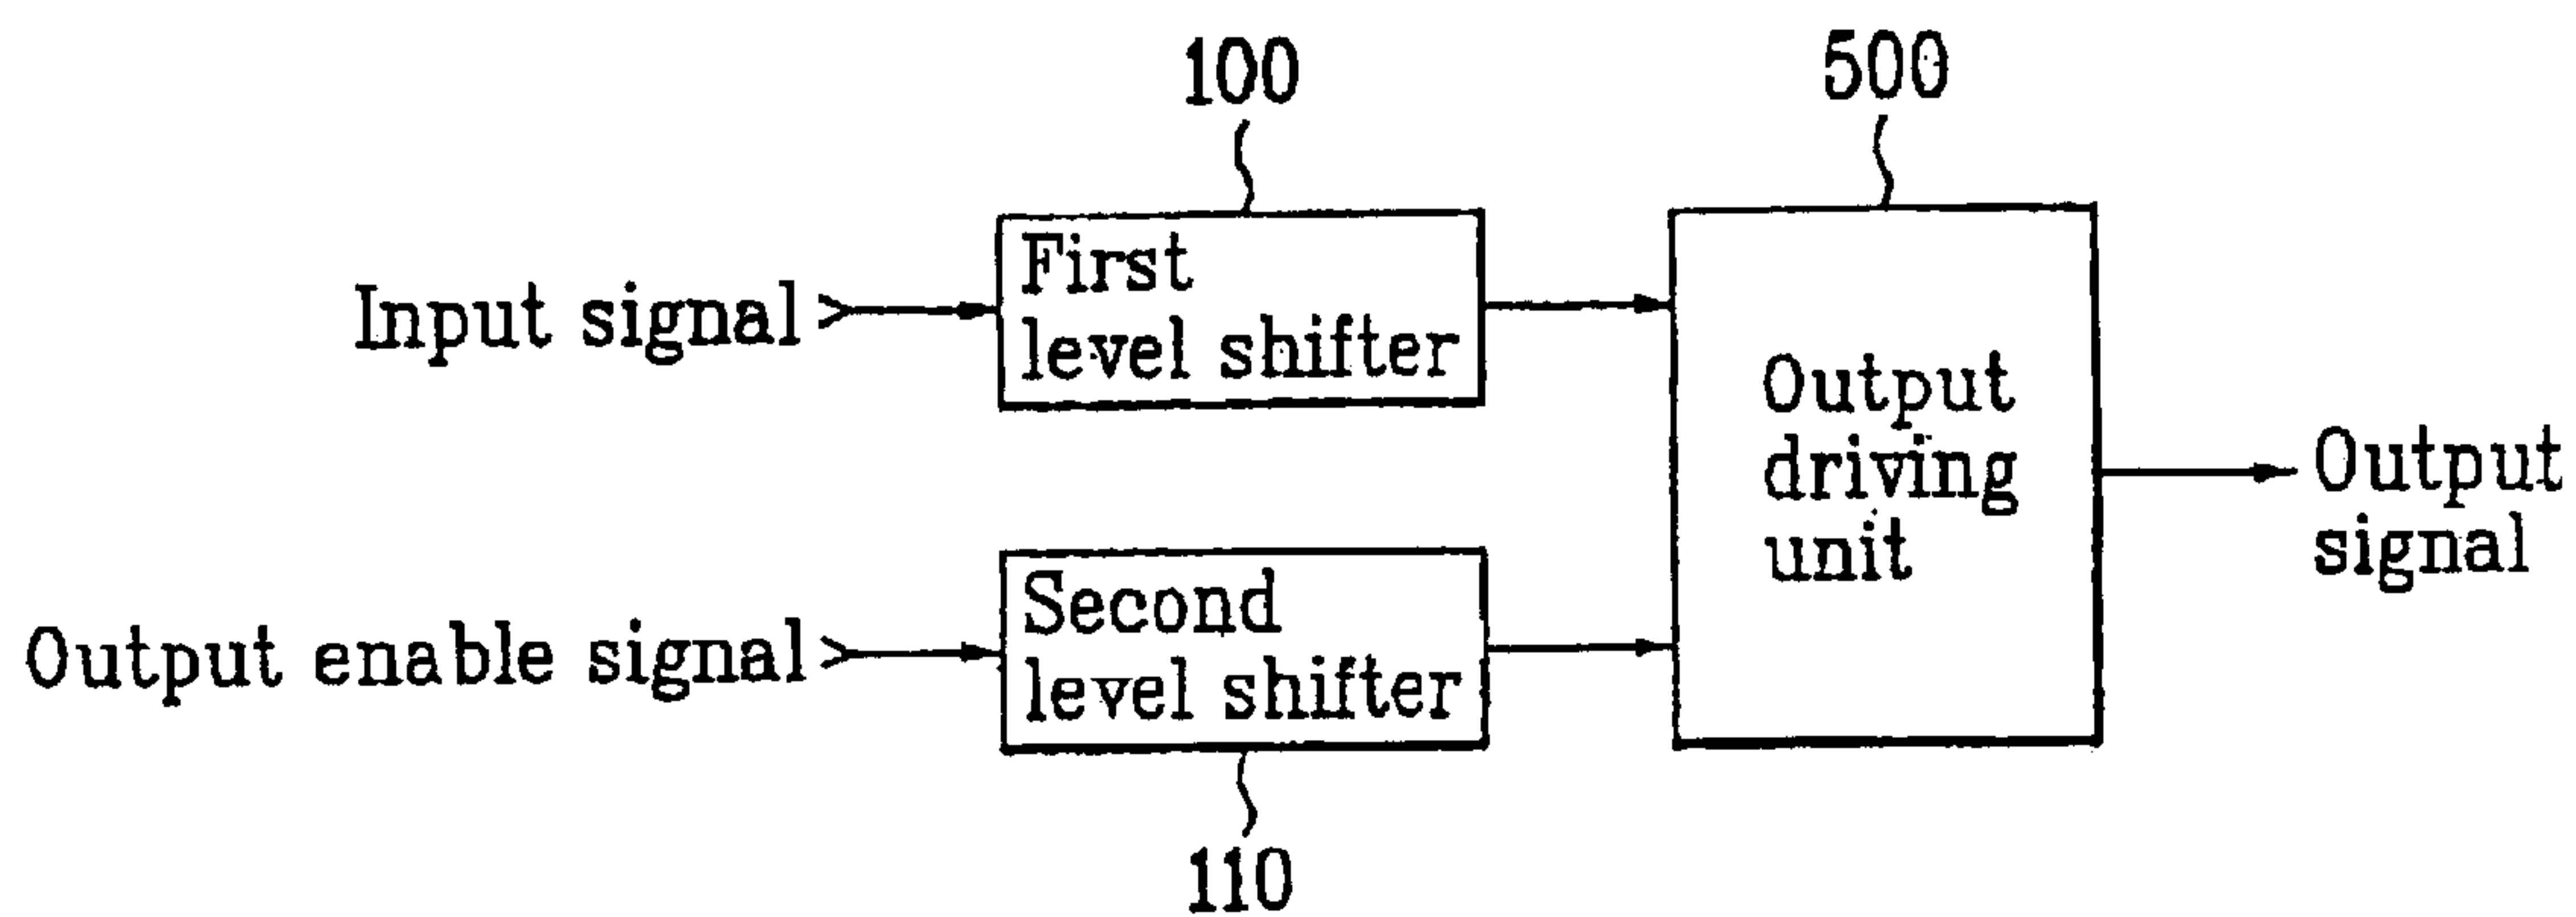 100
500
Input signal
First
level shifter
Output
driving
unit
Output
signal
Output enable signal
Second
level shifter
110